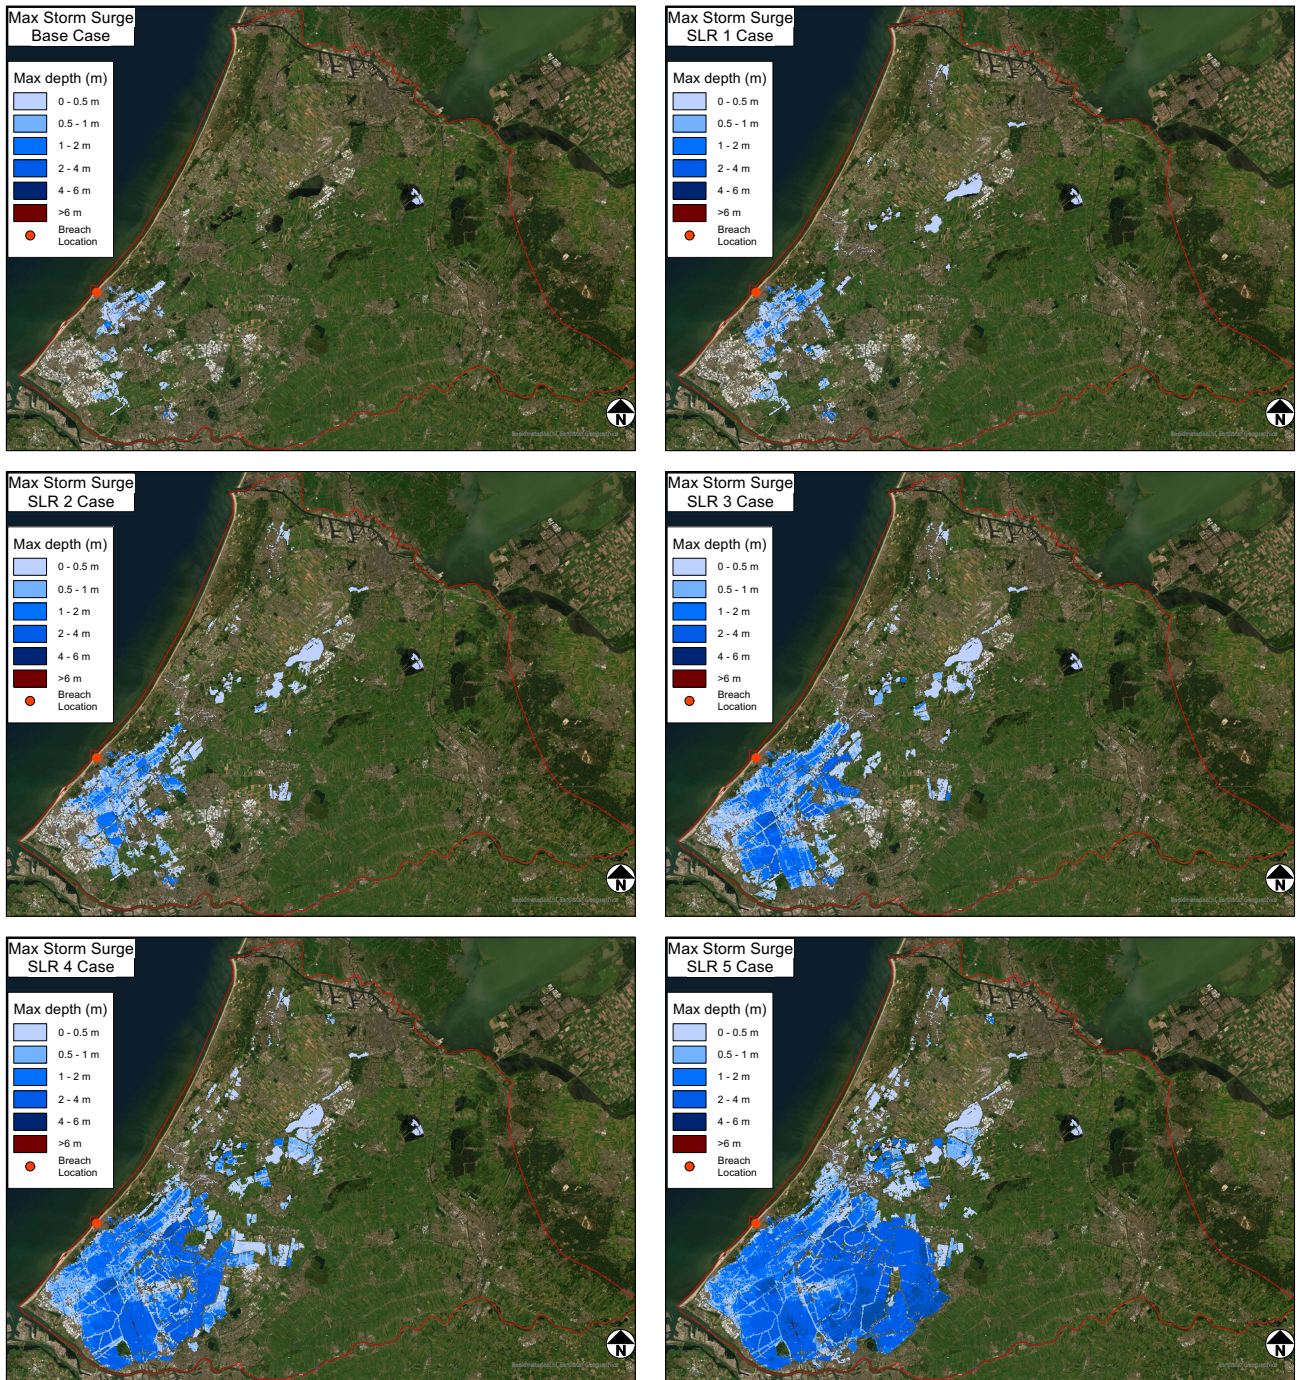 Max Storm Surge
Base Case
Max depth (m)
0 - 0.5 m
0.5 - 1 m
1 - 2 m
2 - 4 m
4 - 6 m
>6 m
Breach
Location
N
Max Storm Surge
SLR 1 Case
Max depth (m)
0 - 0.5 m
0.5 - 1 m
1 - 2 m
2 - 4 m
4 - 6 m
>6 m
Breach
Location
N
Max Storm Surge
SLR 2 Case
Max depth (m)
0 - 0.5 m
0.5 - 1 m
1 - 2 m
2 - 4 m
4 - 6 m
>6 m
Breach
Location
N
Max Storm Surge
SLR 3 Case
Max depth (m)
0 - 0.5 m
0.5 - 1 m
1 - 2 m
2 - 4 m
4 - 6 m
>6 m
Breach
Location
N
Max Storm Surge
SLR 4 Case
Max depth (m)
0 - 0.5 m
0.5 - 1 m
1 - 2 m
2 - 4 m
4 - 6 m
>6 m
Breach
Location
N
Max Storm Surge
SLR 5 Case
Max depth (m)
0 - 0.5 m
0.5 - 1 m
1 - 2 m
2 - 4 m
4 - 6 m
>6 m
Breach
Location
N